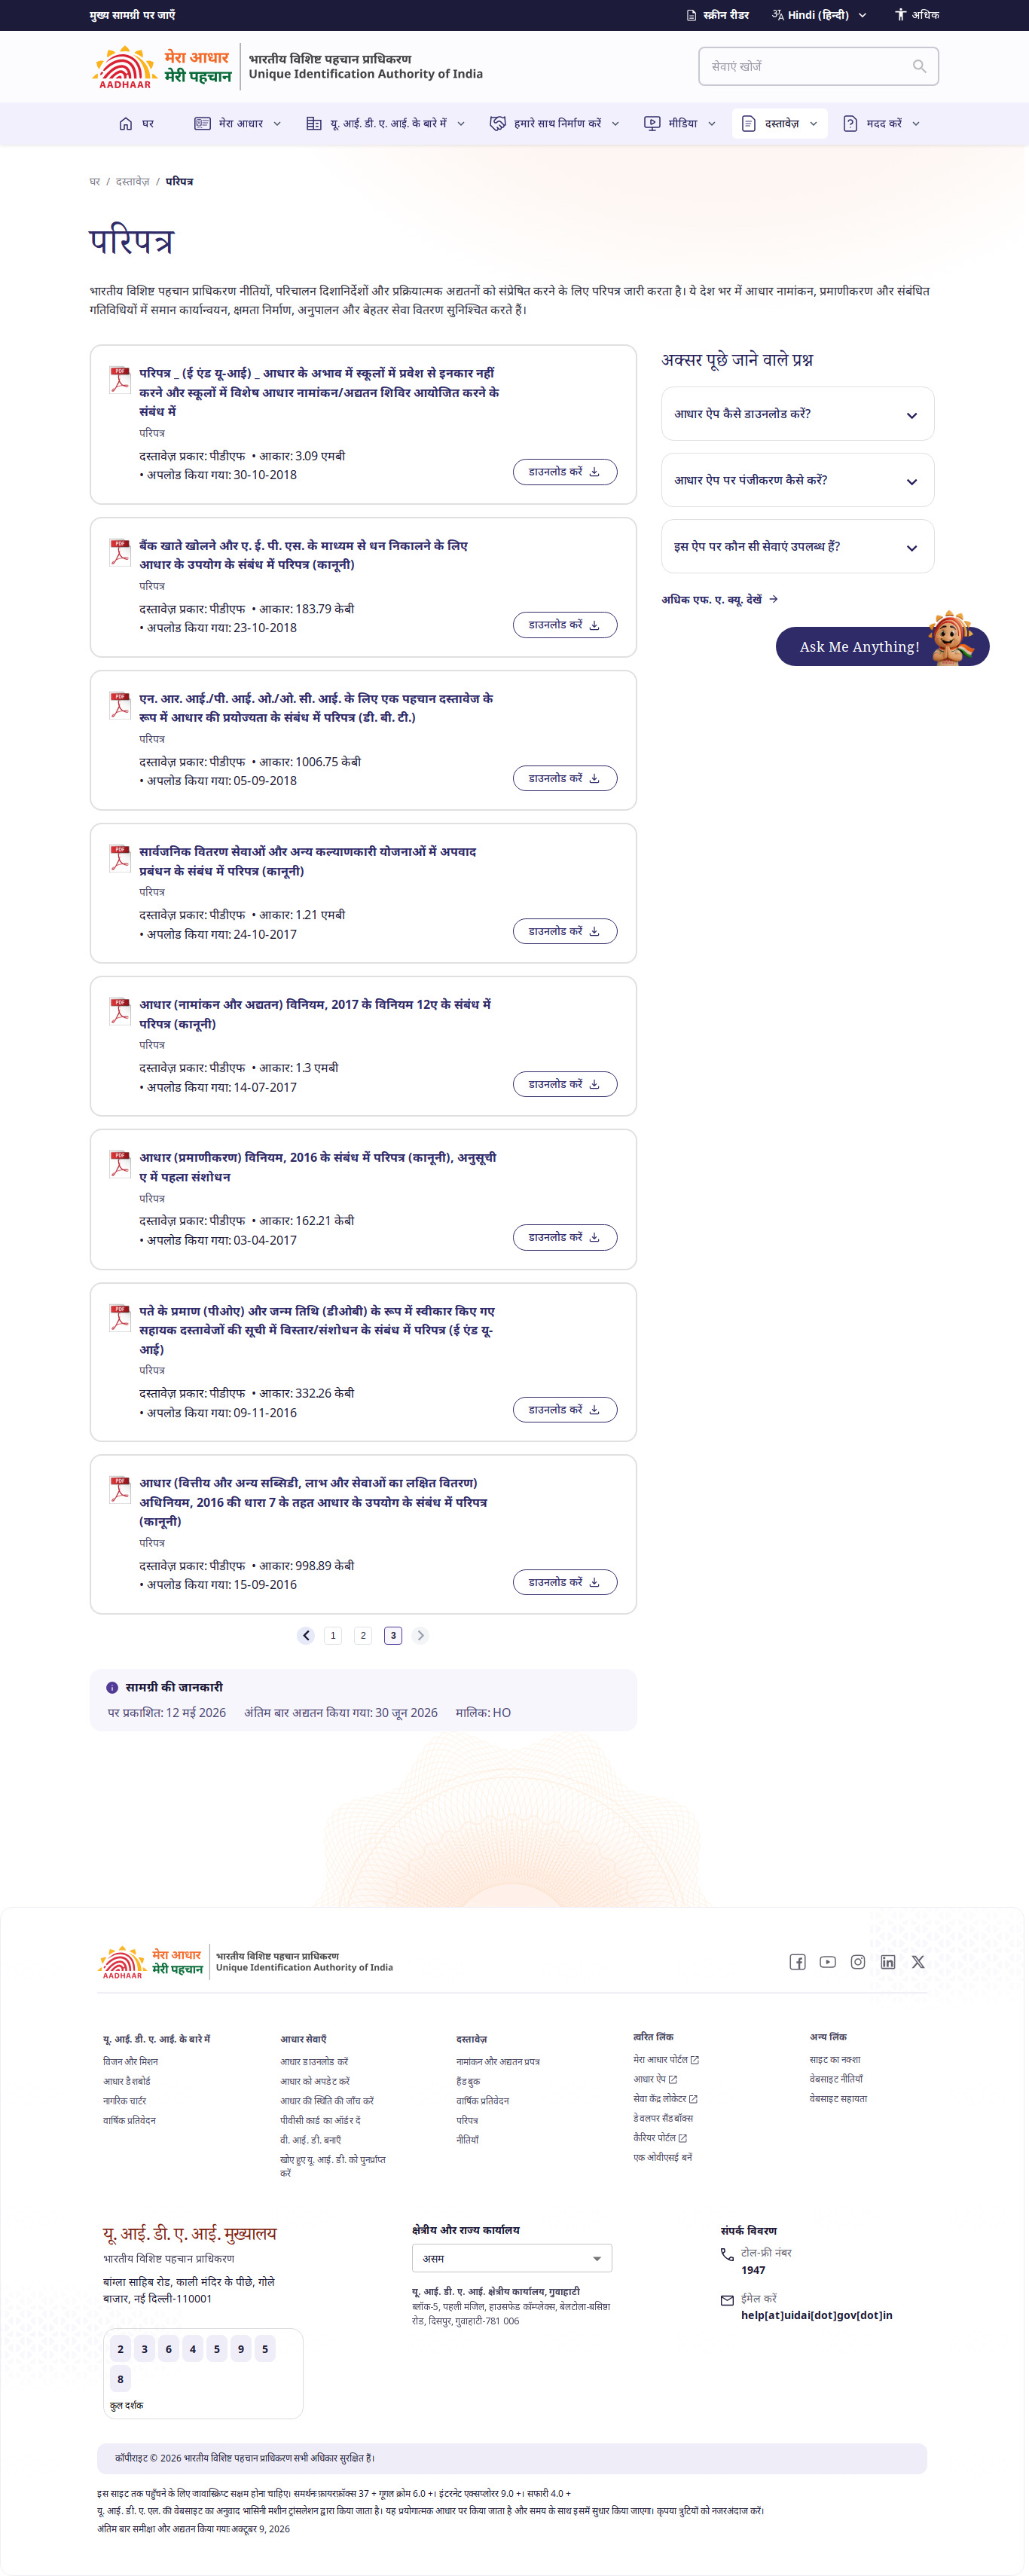 मुख्य सामग्री पर जाएँ
स्क्रीन रीडर
Hindi (हिन्दी)
अधिक
मेरा आधार
मेरी पहचान
AADHAAR
भारतीय विशिष्ट पहचान प्राधिकरण
Unique Identification Authority of India
सेवाएं खोजें
घर
मेरा आधार
यू. आई. डी. ए. आई. के बारे में
हमारे साथ निर्माण करें
मीडिया
दस्तावेज़
मदद करें
घर / दस्तावेज़ / परिपत्र
परिपत्र
भारतीय विशिष्ट पहचान प्राधिकरण नीतियों, परिचालन दिशानिर्देशों और प्रक्रियात्मक अद्यतनों को संप्रेषित करने के लिए परिपत्र जारी करता है। ये देश भर में आधार नामांकन, प्रमाणीकरण और संबंधित
गतिविधियों में समान कार्यान्वयन, क्षमता निर्माण, अनुपालन और बेहतर सेवा वितरण सुनिश्चित करते हैं।
PDF
परिपत्र _ (ई एंड यू-आई) _ आधार के अभाव में स्कूलों में प्रवेश से इनकार नहीं
करने और स्कूलों में विशेष आधार नामांकन/अद्यतन शिविर आयोजित करने के
संबंध में
परिपत्र
दस्तावेज़ प्रकार: पीडीएफ • आकार: 3.09 एमबी
• अपलोड किया गया: 30-10-2018
डाउनलोड करें
PDF
बैंक खाते खोलने और ए. ई. पी. एस. के माध्यम से धन निकालने के लिए
आधार के उपयोग के संबंध में परिपत्र (कानूनी)
परिपत्र
दस्तावेज़ प्रकार: पीडीएफ • आकार: 183.79 केबी
• अपलोड किया गया: 23-10-2018
डाउनलोड करें
PDF
एन. आर. आई./पी. आई. ओ./ओ. सी. आई. के लिए एक पहचान दस्तावेज के
रूप में आधार की प्रयोज्यता के संबंध में परिपत्र (डी. बी. टी.)
परिपत्र
दस्तावेज़ प्रकार: पीडीएफ • आकार: 1006.75 केबी
• अपलोड किया गया: 05-09-2018
डाउनलोड करें
PDF
सार्वजनिक वितरण सेवाओं और अन्य कल्याणकारी योजनाओं में अपवाद
प्रबंधन के संबंध में परिपत्र (कानूनी)
परिपत्र
दस्तावेज़ प्रकार: पीडीएफ • आकार: 1.21 एमबी
• अपलोड किया गया: 24-10-2017
डाउनलोड करें
PDF
आधार (नामांकन और अद्यतन) विनियम, 2017 के विनियम 12ए के संबंध में
परिपत्र (कानूनी)
परिपत्र
दस्तावेज़ प्रकार: पीडीएफ • आकार: 1.3 एमबी
• अपलोड किया गया: 14-07-2017
डाउनलोड करें
PDF
आधार (प्रमाणीकरण) विनियम, 2016 के संबंध में परिपत्र (कानूनी), अनुसूची
ए में पहला संशोधन
परिपत्र
दस्तावेज़ प्रकार: पीडीएफ • आकार: 162.21 केबी
• अपलोड किया गया: 03-04-2017
डाउनलोड करें
PDF
पते के प्रमाण (पीओए) और जन्म तिथि (डीओबी) के रूप में स्वीकार किए गए
सहायक दस्तावेजों की सूची में विस्तार/संशोधन के संबंध में परिपत्र (ई एंड यू-
आई)
परिपत्र
दस्तावेज़ प्रकार: पीडीएफ • आकार: 332.26 केबी
• अपलोड किया गया: 09-11-2016
डाउनलोड करें
PDF
आधार (वित्तीय और अन्य सब्सिडी, लाभ और सेवाओं का लक्षित वितरण)
अधिनियम, 2016 की धारा 7 के तहत आधार के उपयोग के संबंध में परिपत्र
(कानूनी)
परिपत्र
दस्तावेज़ प्रकार: पीडीएफ • आकार: 998.89 केबी
• अपलोड किया गया: 15-09-2016
डाउनलोड करें
1 2 3
सामग्री की जानकारी
पर प्रकाशित: 12 मई 2026 अंतिम बार अद्यतन किया गया: 30 जून 2026 मालिक: HO
अक्सर पूछे जाने वाले प्रश्न
आधार ऐप कैसे डाउनलोड करें?
आधार ऐप पर पंजीकरण कैसे करें?
इस ऐप पर कौन सी सेवाएं उपलब्ध हैं?
अधिक एफ. ए. क्यू. देखें
Ask Me Anything!
मेरा आधार
मेरी पहचान
AADHAAR
भारतीय विशिष्ट पहचान प्राधिकरण
Unique Identification Authority of India
यू. आई. डी. ए. आई. के बारे में
विजन और मिशन
आधार डैशबोर्ड
नागरिक चार्टर
वार्षिक प्रतिवेदन
आधार सेवाएँ
आधार डाउनलोड करें
आधार को अपडेट करें
आधार की स्थिति की जाँच करें
पीवीसी कार्ड का ऑर्डर दें
वी. आई. डी. बनाएँ
खोए हुए यू. आई. डी. को पुनर्प्राप्त
करें
दस्तावेज़
नामांकन और अद्यतन प्रपत्र
हैंडबुक
वार्षिक प्रतिवेदन
परिपत्र
नीतियाँ
त्वरित लिंक
मेरा आधार पोर्टल
आधार ऐप
सेवा केंद्र लोकेटर
डेवलपर सैंडबॉक्स
कैरियर पोर्टल
एक ओवीएसई बनें
अन्य लिंक
साइट का नक्शा
वेबसाइट नीतियाँ
वेबसाइट सहायता
यू. आई. डी. ए. आई. मुख्यालय
भारतीय विशिष्ट पहचान प्राधिकरण
बांग्ला साहिब रोड, काली मंदिर के पीछे, गोले
बाजार, नई दिल्ली-110001
2 3 6 4 5 9 5
8
कुल दर्शक
क्षेत्रीय और राज्य कार्यालय
असम
यू. आई. डी. ए. आई. क्षेत्रीय कार्यालय, गुवाहाटी
ब्लॉक-5, पहली मंजिल, हाउसफेड कॉम्प्लेक्स, बेलटोला-बसिष्ठा
रोड, दिसपुर, गुवाहाटी-781 006
संपर्क विवरण
टोल-फ्री नंबर
1947
ईमेल करें
help[at]uidai[dot]gov[dot]in
कॉपीराइट © 2026 भारतीय विशिष्ट पहचान प्राधिकरण सभी अधिकार सुरक्षित हैं।
इस साइट तक पहुँचने के लिए जावास्क्रिप्ट सक्षम होना चाहिए। समर्थक फ़ायरफ़ॉक्स 37 + गूगल क्रोम 6.0 +। इंटरनेट एक्सप्लोरर 9.0 +। सफारी 4.0 +
यू. आई. डी. ए. एल. की वेबसाइट का अनुवाद भासिनी मशीन ट्रांसलेशन द्वारा किया जाता है। यह प्रयोगात्मक आधार पर किया जाता है और समय के साथ इसमें सुधार किया जाएगा। कृपया त्रुटियों को नजरअंदाज करें।
अंतिम बार समीक्षा और अद्यतन किया गया:अक्टूबर 9, 2026